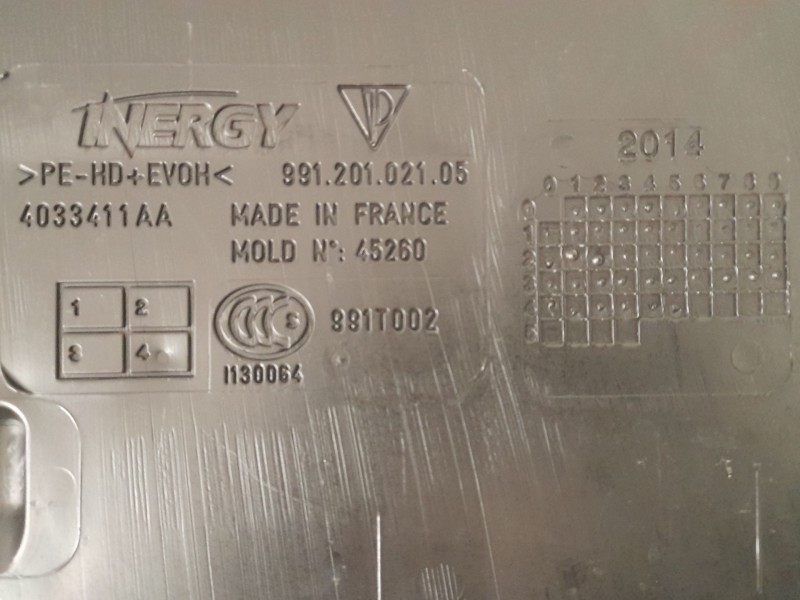 INERGY
>PE-HD+EVOH< 991.201.021.05
4033411AA MADE IN FRANCE
MOLD N°: 45260
1 2
3 4
CCC S 991T002
I130064
2014
0 1 2 3 4 5 6 7 8 9
0
1
2
3
4
5